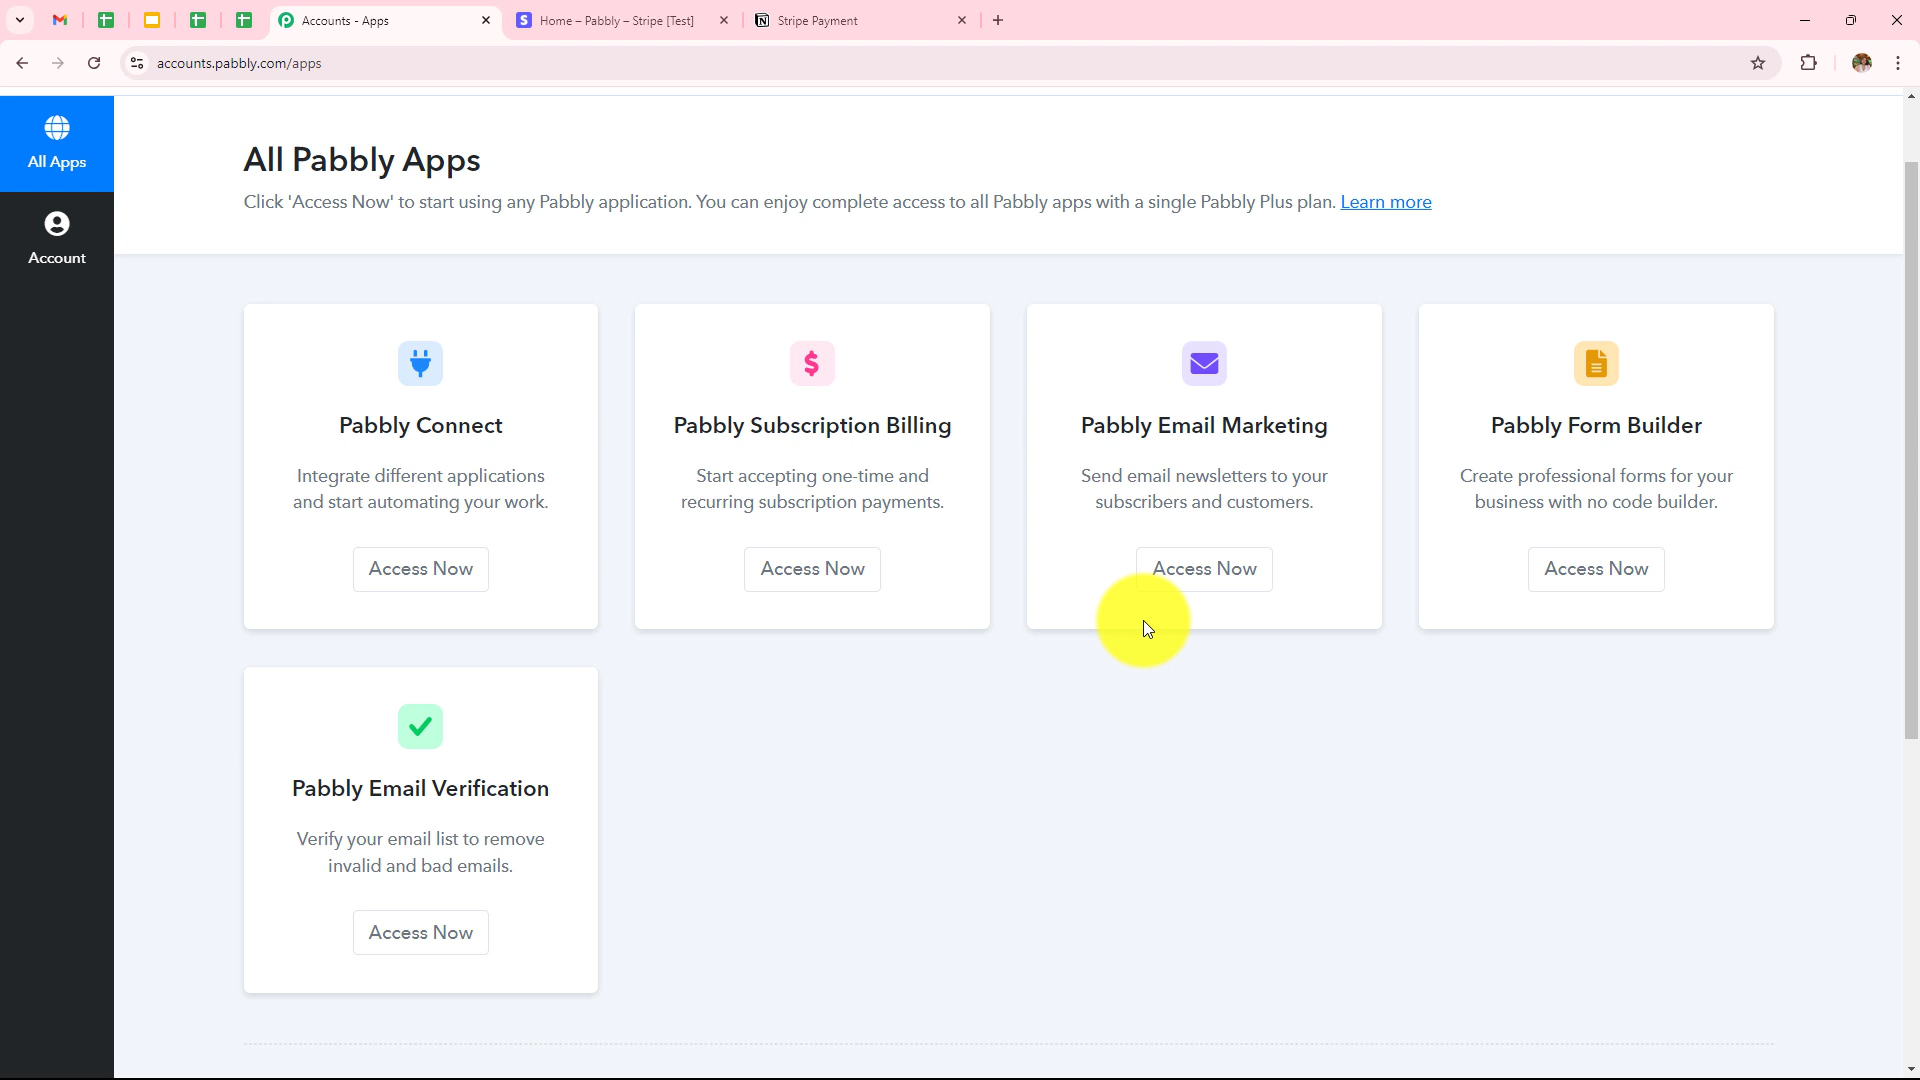 Accounts - Apps
Home – Pabbly – Stripe [Test]
Stripe Payment
accounts.pabbly.com/apps
All Apps
Account
All Pabbly Apps
Click 'Access Now' to start using any Pabbly application. You can enjoy complete access to all Pabbly apps with a single Pabbly Plus plan. Learn more
Pabbly Connect
Integrate different applications
and start automating your work.
Access Now
Pabbly Subscription Billing
Start accepting one-time and
recurring subscription payments.
Access Now
Pabbly Email Marketing
Send email newsletters to your
subscribers and customers.
Access Now
Pabbly Form Builder
Create professional forms for your
business with no code builder.
Access Now
Pabbly Email Verification
Verify your email list to remove
invalid and bad emails.
Access Now